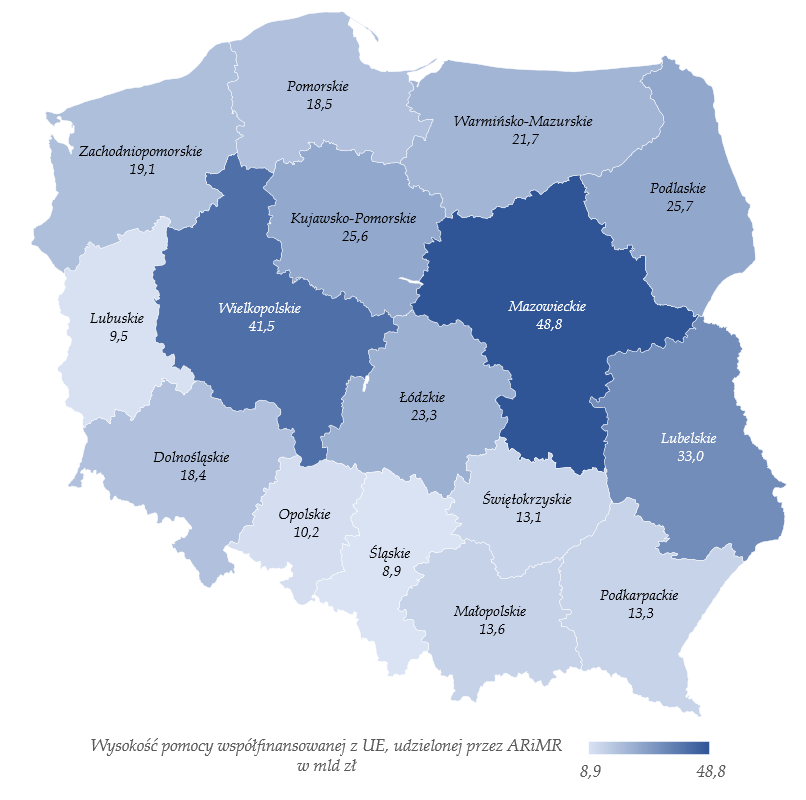 Pomorskie
18,5
Warmińsko-Mazurskie
21,7
Zachodniopomorskie
19,1
Podlaskie
25,7
Kujawsko-Pomorskie
25,6
Lubuskie
9,5
Wielkopolskie
41,5
Mazowieckie
48,8
Łódzkie
23,3
Lubelskie
33,0
Dolnośląskie
18,4
Opolskie
10,2
Świętokrzyskie
13,1
Śląskie
8,9
Małopolskie
13,6
Podkarpackie
13,3
Wysokość pomocy współfinansowanej z UE, udzielonej przez ARiMR
w mld zł
8,9
48,8